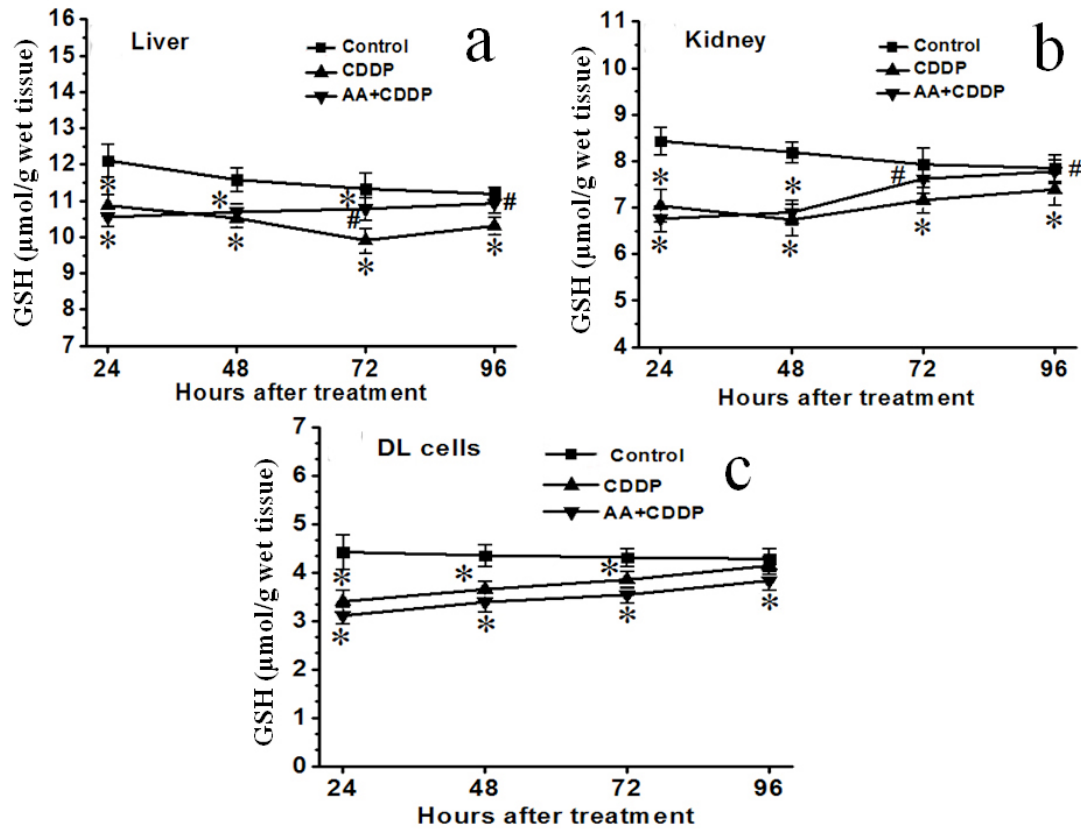 Liver
a
Control
CDDP
AA+CDDP
GSH (µmol/g wet tissue)
16
15
14
13
12
11
10
9
8
7
* * * #
* * # * *
24 48 72 96
Hours after treatment
Kidney
b
Control
CDDP
AA+CDDP
GSH (µmol/g wet tissue)
11
10
9
8
7
6
5
4
* * # #
* * * *
24 48 72 96
Hours after treatment
DL cells
c
Control
CDDP
AA+CDDP
GSH (µmol/g wet tissue)
7
6
5
4
3
2
1
0
* * *
* * * *
24 48 72 96
Hours after treatment